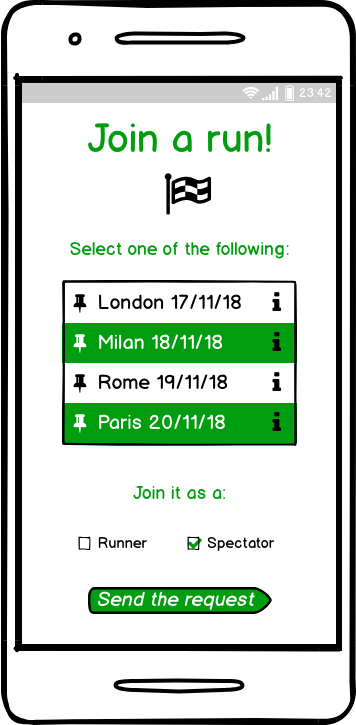 23:42
Join a run!
Select one of the following:
London 17/11/18
Milan 18/11/18
Rome 19/11/18
Paris 20/11/18
Join it as a:
Runner Spectator
Send the request